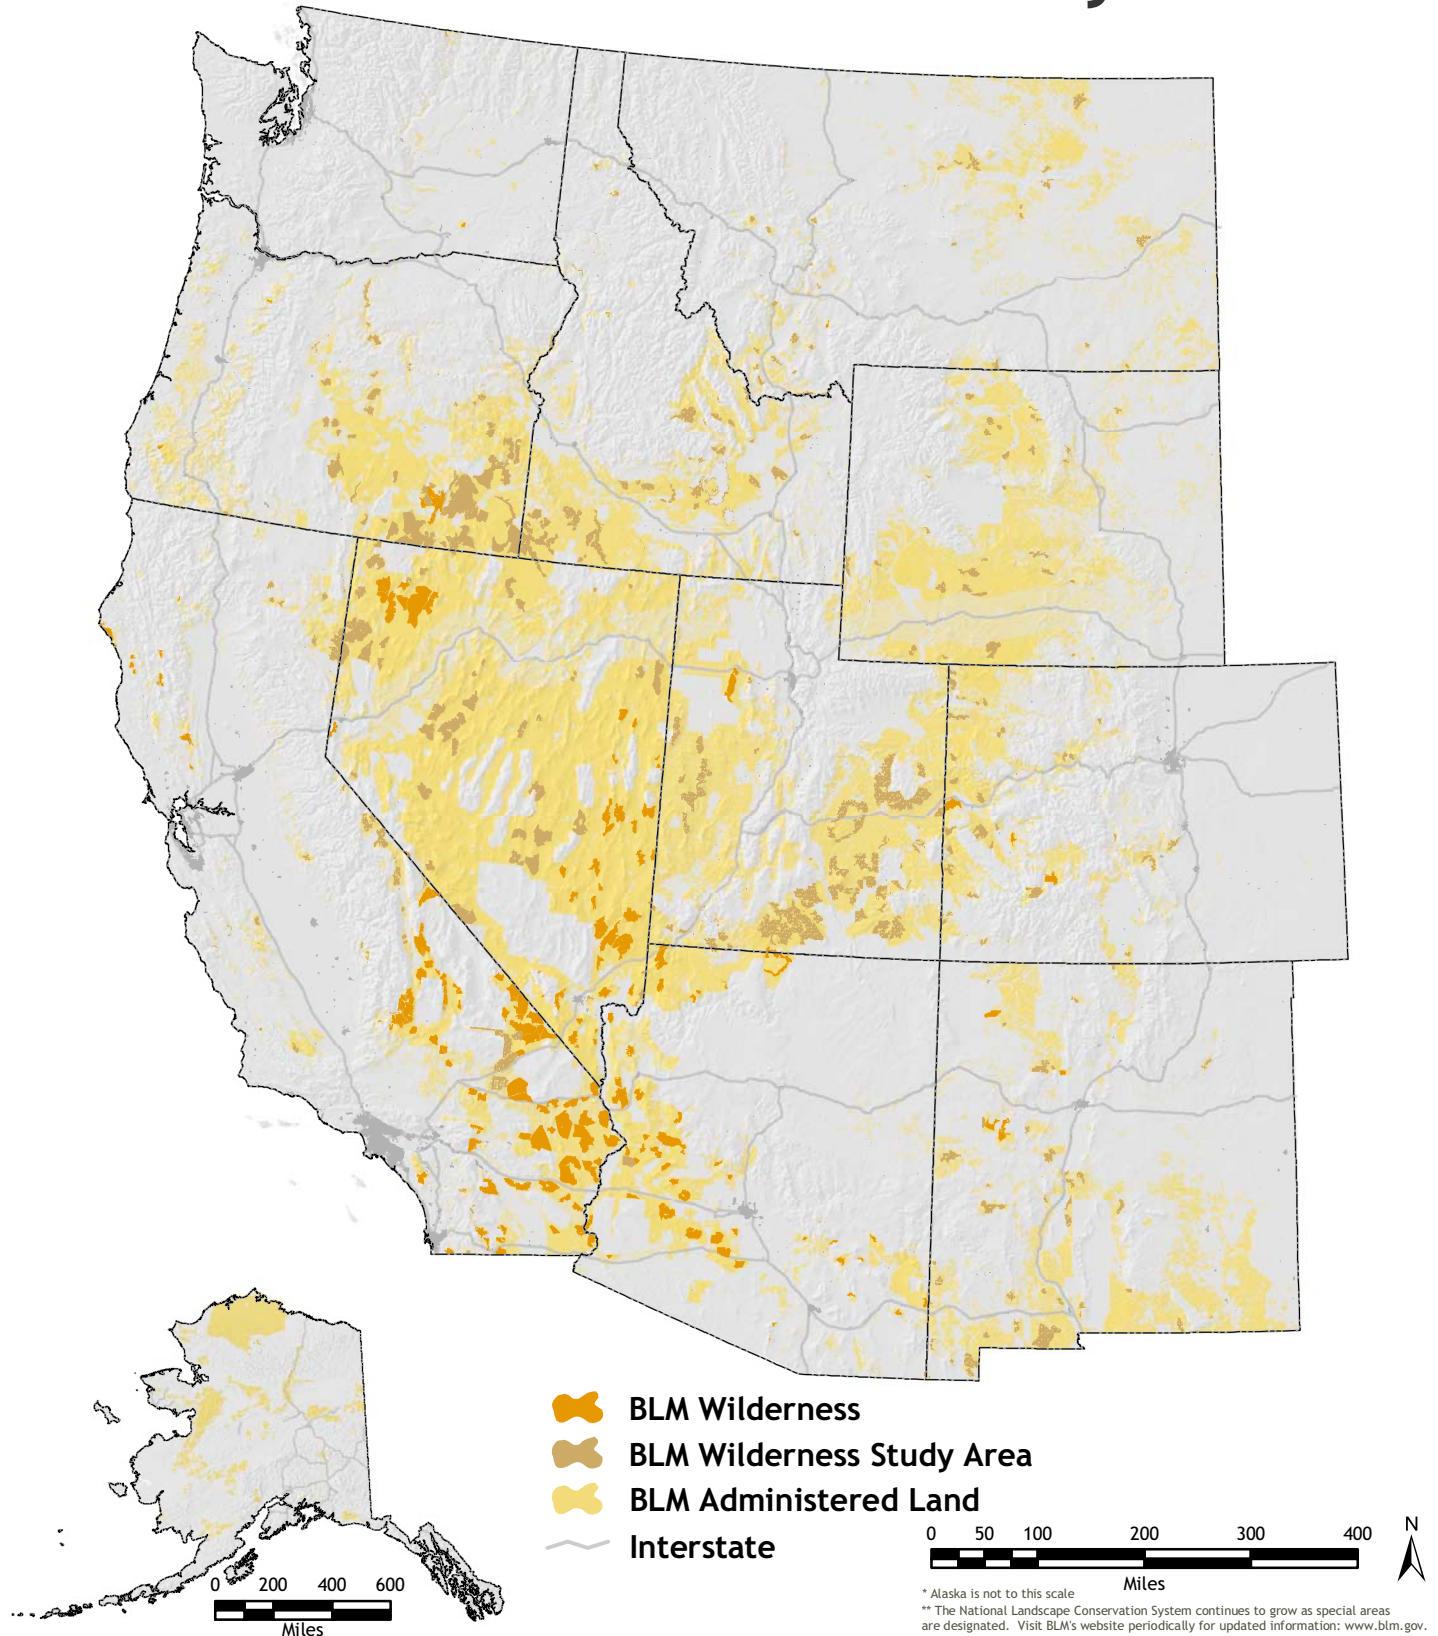 BLM Wilderness
BLM Wilderness Study Area
BLM Administered Land
Interstate
0 50 100 200 300 400
Miles
N
0 200 400 600
Miles
* Alaska is not to this scale
** The National Landscape Conservation System continues to grow as special areas
are designated. Visit BLM's website periodically for updated information: www.blm.gov.